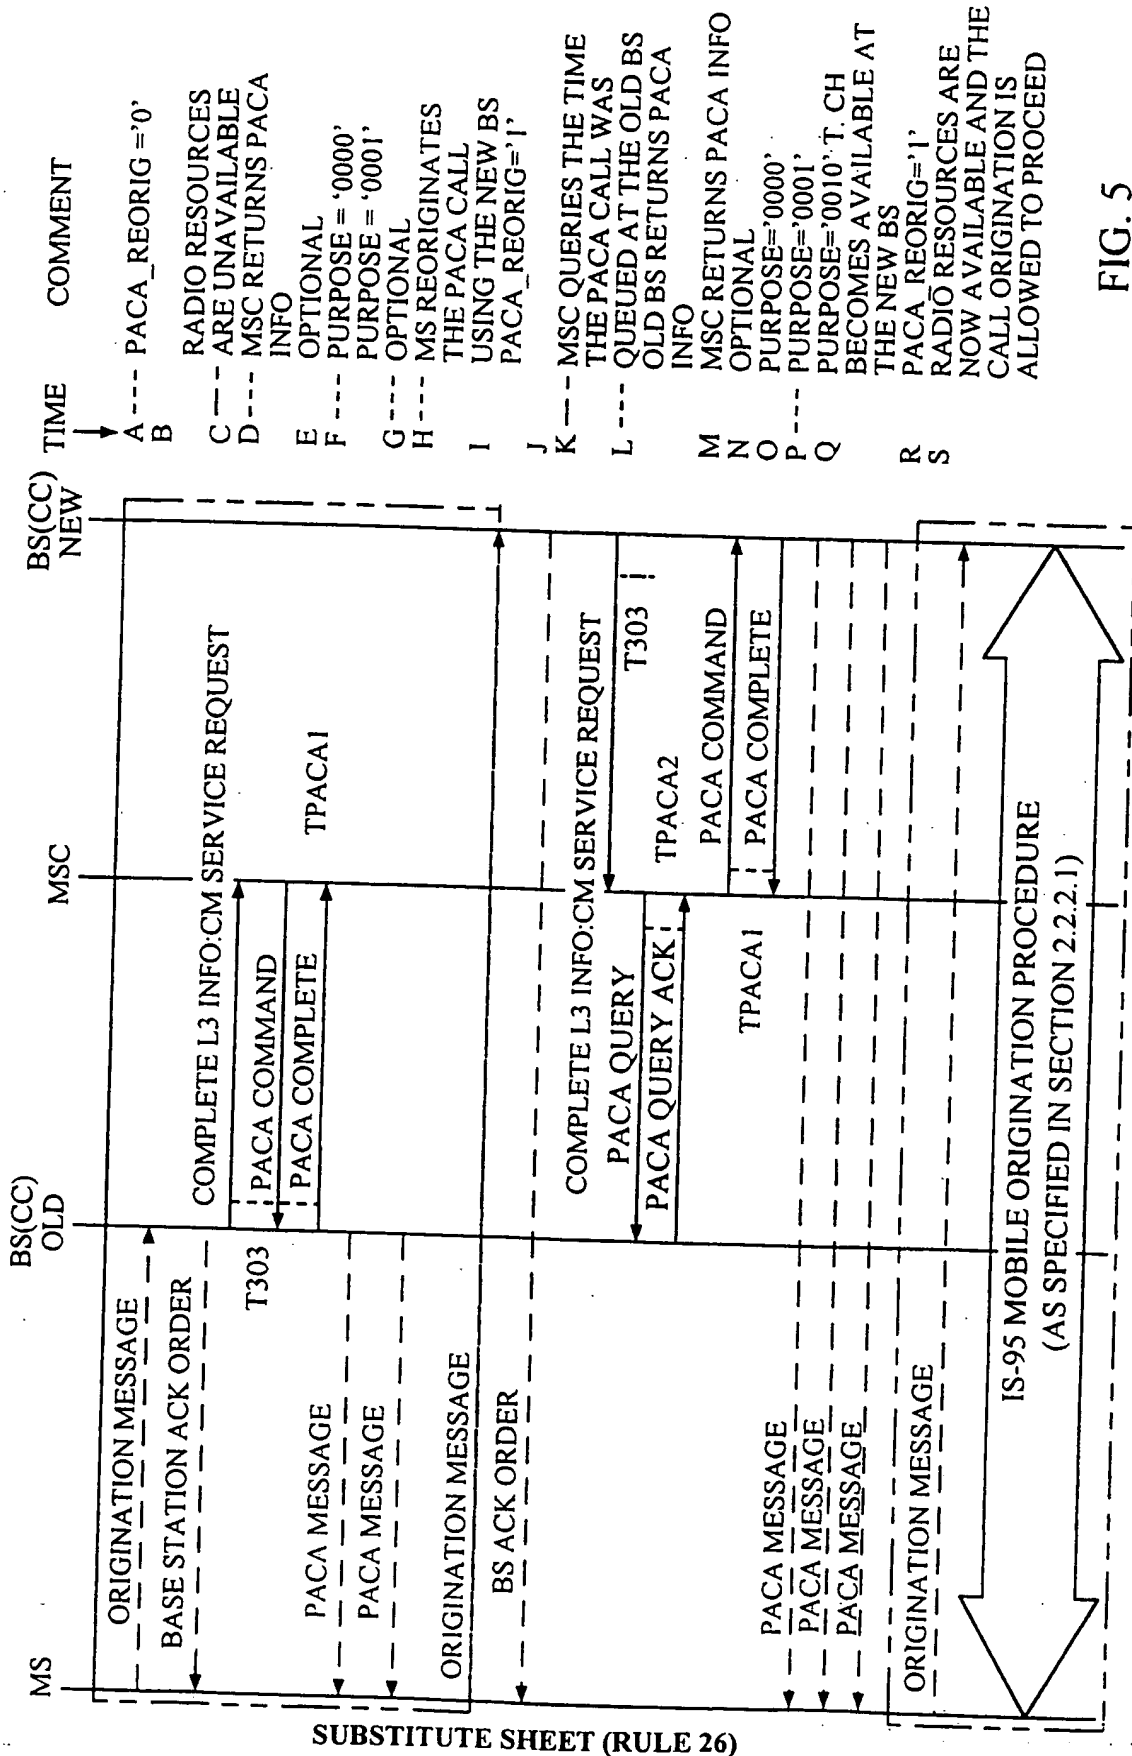 MS
BS(CC)
OLD
MSC
BS(CC)
NEW
TIME
COMMENT
ORIGINATION MESSAGE
BASE STATION ACK ORDER
COMPLETE L3 INFO:CM SERVICE REQUEST
T303
PACA COMMAND
PACA COMPLETE
TPACA1
PACA MESSAGE
PACA MESSAGE
ORIGINATION MESSAGE
BS ACK ORDER
COMPLETE L3 INFO:CM SERVICE REQUEST
T303
PACA QUERY
PACA QUERY ACK
TPACA2
TPACA1
PACA COMMAND
PACA COMPLETE
PACA MESSAGE
PACA MESSAGE
PACA MESSAGE
ORIGINATION MESSAGE
IS-95 MOBILE ORIGINATION PROCEDURE
(AS SPECIFIED IN SECTION 2.2.2.1)
A ---- PACA_REORIG ='0'
B
RADIO RESOURCES
C — ARE UNAVAILABLE
D---- MSC RETURNS PACA
INFO
E OPTIONAL
F ---- PURPOSE = '0000'
PURPOSE = '0001'
G---- OPTIONAL
H --- MS REORIGINATES
THE PACA CALL
I USING THE NEW BS
PACA_REORIG='1'
J
K — MSC QUERIES THE TIME
THE PACA CALL WAS
L ---- QUEUED AT THE OLD BS
OLD BS RETURNS PACA
INFO
M MSC RETURNS PACA INFO
N OPTIONAL
O PURPOSE='0000'
P ---- PURPOSE='0001'
Q PURPOSE='0010' T. CH
BECOMES AVAILABLE AT
THE NEW BS
R PACA_REORIG='1'
S RADIO RESOURCES ARE
NOW AVAILABLE AND THE
CALL ORIGINATION IS
ALLOWED TO PROCEED
FIG. 5
SUBSTITUTE SHEET (RULE 26)